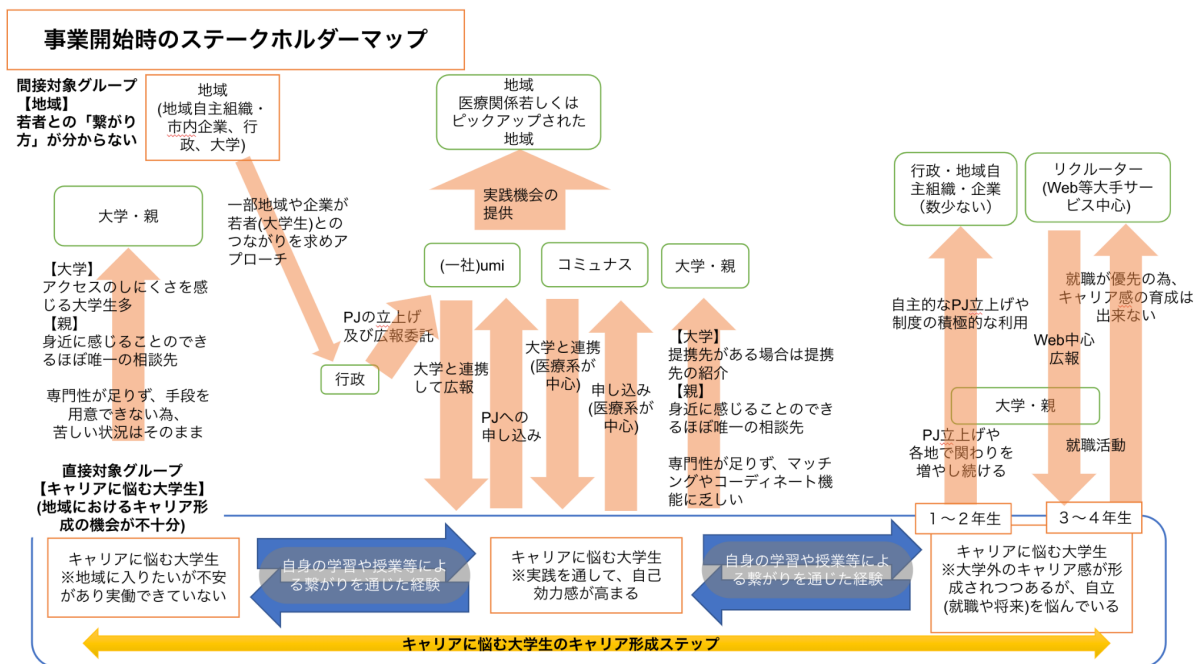 事業開始時のステークホルダーマップ
間接対象グループ
【地域】
若者との「繋がり
方」が分からない
地域
(地域自主組織・
市内企業、行
政、大学)
地域
医療関係若しくは
ピックアップされた
地域
実践機会の
提供
行政・地域自
主組織・企業
（数少ない）
リクルーター
(Web等大手サー
ビス中心)
大学・親
一部地域や企業が
若者(大学生)との
つながりを求めア
プローチ
(一社)umi
コミュナス
大学・親
【大学】
アクセスのしにくさを感
じる大学生多
【親】
身近に感じることのでき
るほぼ唯一の相談先
専門性が足りず、手段を
用意できない為、
苦しい状況はそのまま
PJの立上げ
及び広報委託
行政
大学と連携
して広報
PJへの
申し込み
大学と連携
(医療系が
中心)
申し込み
(医療系が
中心)
【大学】
提携先がある場合は提携
先の紹介
【親】
身近に感じることのでき
るほぼ唯一の相談先
専門性が足りず、マッチ
ングやコーディネート機
能に乏しい
自主的なPJ立上げや
制度の積極的な利用
就職が優先の為、
キャリア感の育成は
出来ない
Web中心
広報
大学・親
PJ立上げや
各地で関わりを
増やし続ける
就職活動
直接対象グループ
【キャリアに悩む大学生】
(地域におけるキャリア形
成の機会が不十分)
１〜２年生
３〜４年生
キャリアに悩む大学生
※地域に入りたいが不安
があり実働できていない
自身の学習や授業等によ
る繋がりを通じた経験
キャリアに悩む大学生
※実践を通して、自己
効力感が高まる
自身の学習や授業等によ
る繋がりを通じた経験
キャリアに悩む大学生
※大学外のキャリア感が形
成されつつあるが、自立
(就職や将来)を悩んでいる
キャリアに悩む大学生のキャリア形成ステップ